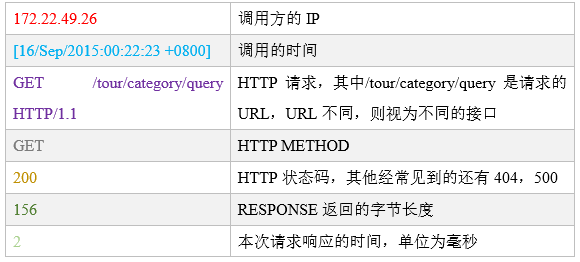 172.22.49.26 调用方的 IP
[16/Sep/2015:00:22:23 +0800] 调用的时间
GET /tour/category/query HTTP 请求，其中/tour/category/query 是请求的
HTTP/1.1 URL，URL 不同，则视为不同的接口
GET HTTP METHOD
200 HTTP 状态码，其他经常见到的还有 404，500
156 RESPONSE 返回的字节长度
2 本次请求响应的时间，单位为毫秒